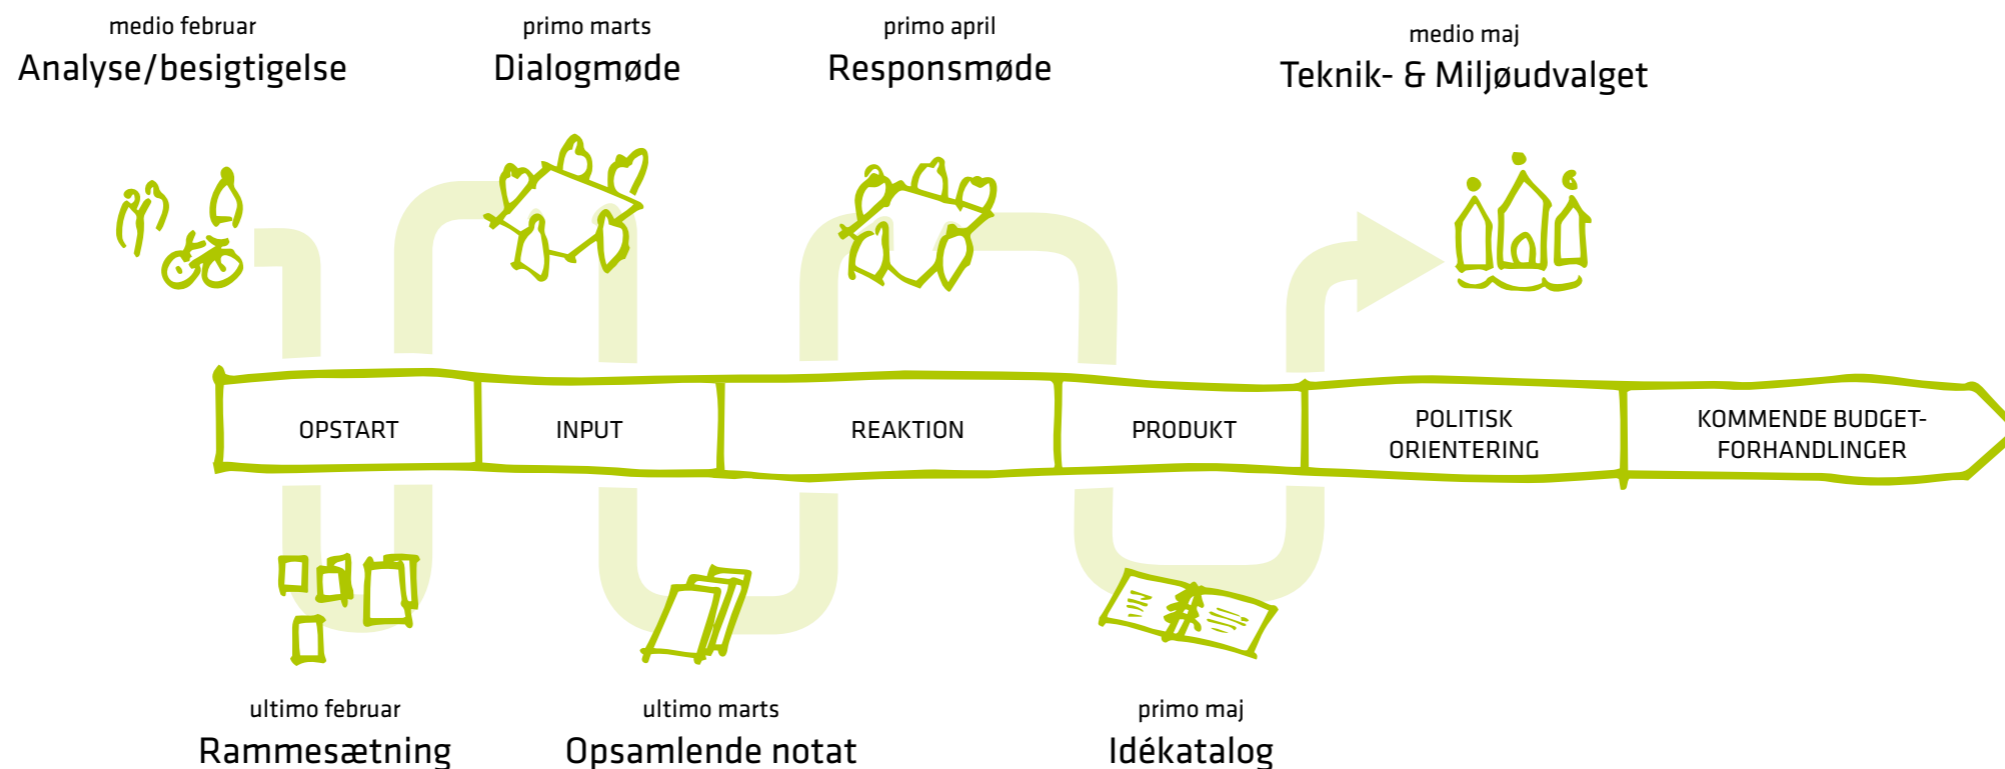 medio februar
Analyse/besigtigelse
primo marts
Dialogmøde
primo april
Responsmøde
medio maj
Teknik- & Miljøudvalget
OPSTART
INPUT
REAKTION
PRODUKT
POLITISK
ORIENTERING
KOMMENDE BUDGET-
FORHANDLINGER
ultimo februar
Rammesætning
ultimo marts
Opsamlende notat
primo maj
Idékatalog